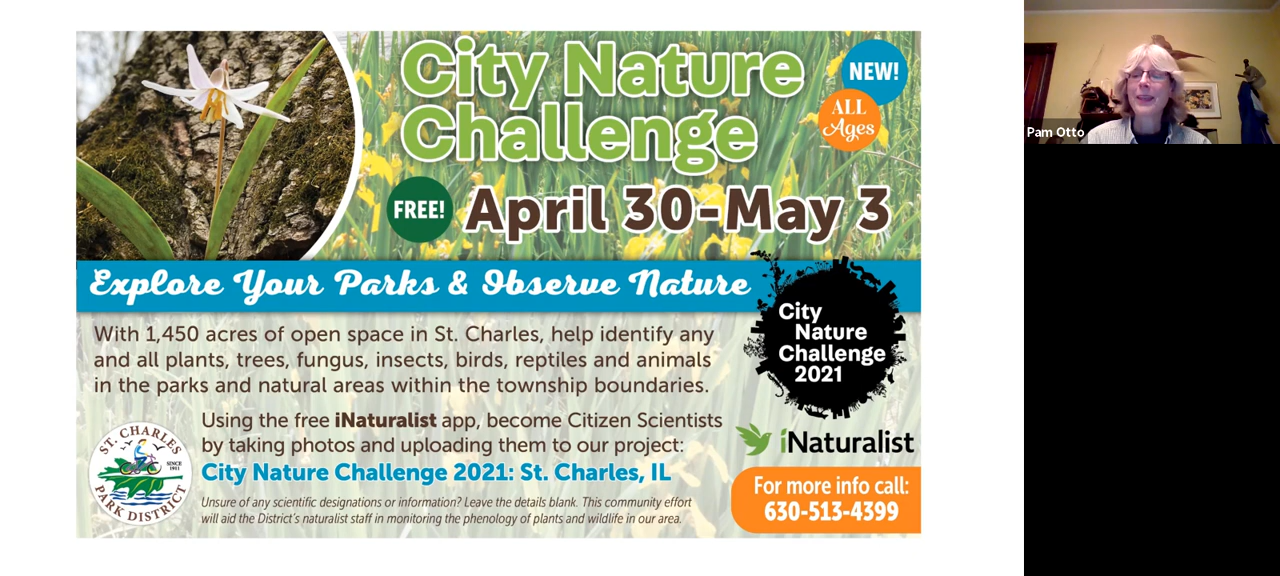 City Nature
Challenge
NEW!
ALL
Ages
FREE!
April 30-May 3
Explore Your Parks & Observe Nature
With 1,450 acres of open space in St. Charles, help identify any
and all plants, trees, fungus, insects, birds, reptiles and animals
in the parks and natural areas within the township boundaries.
City
Nature
Challenge
2021
Using the free iNaturalist app, become Citizen Scientists
by taking photos and uploading them to our project:
City Nature Challenge 2021: St. Charles, IL
Unsure of any scientific designations or information? Leave the details blank. This community effort
will aid the District's naturalist staff in monitoring the phenology of plants and wildlife in our area.
ST. CHARLES
SINCE
1911
PARK DISTRICT
iNaturalist
For more info call:
630-513-4399
Pam Otto